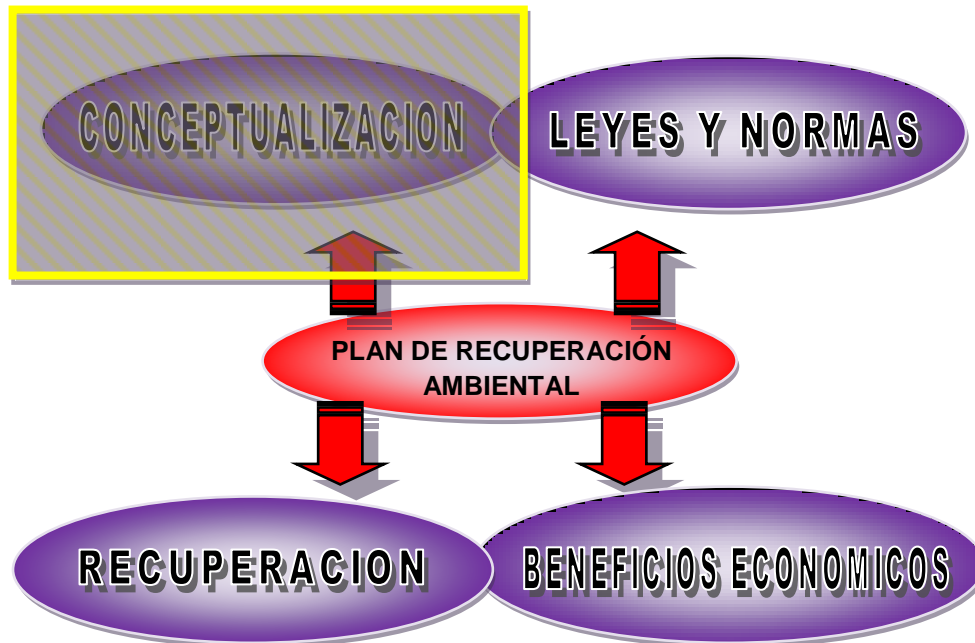 CONCEPTUALIZACION
LEYES Y NORMAS
PLAN DE RECUPERACIÓN
AMBIENTAL
RECUPERACION
BENEFICIOS ECONOMICOS